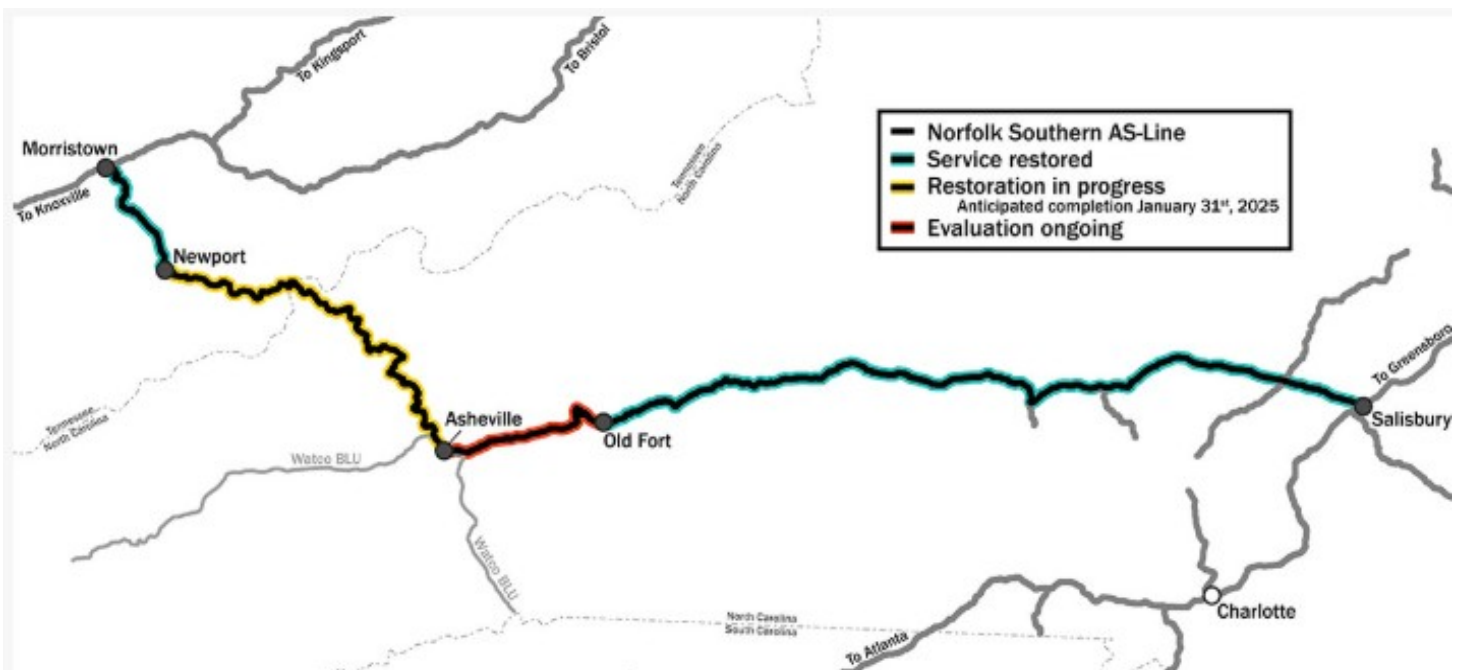 To Kingsport
To Bristol
Morristown
To Knoxville
Tennessee
North Carolina
Norfolk Southern AS-Line
Service restored
Restoration in progress
Anticipated completion January 31st, 2025
Evaluation ongoing
Newport
To Greensboro
Asheville
Old Fort
Salisbury
Tennessee
North Carolina
Watco BLU
Watco BLU
Charlotte
North Carolina
South Carolina
To Atlanta